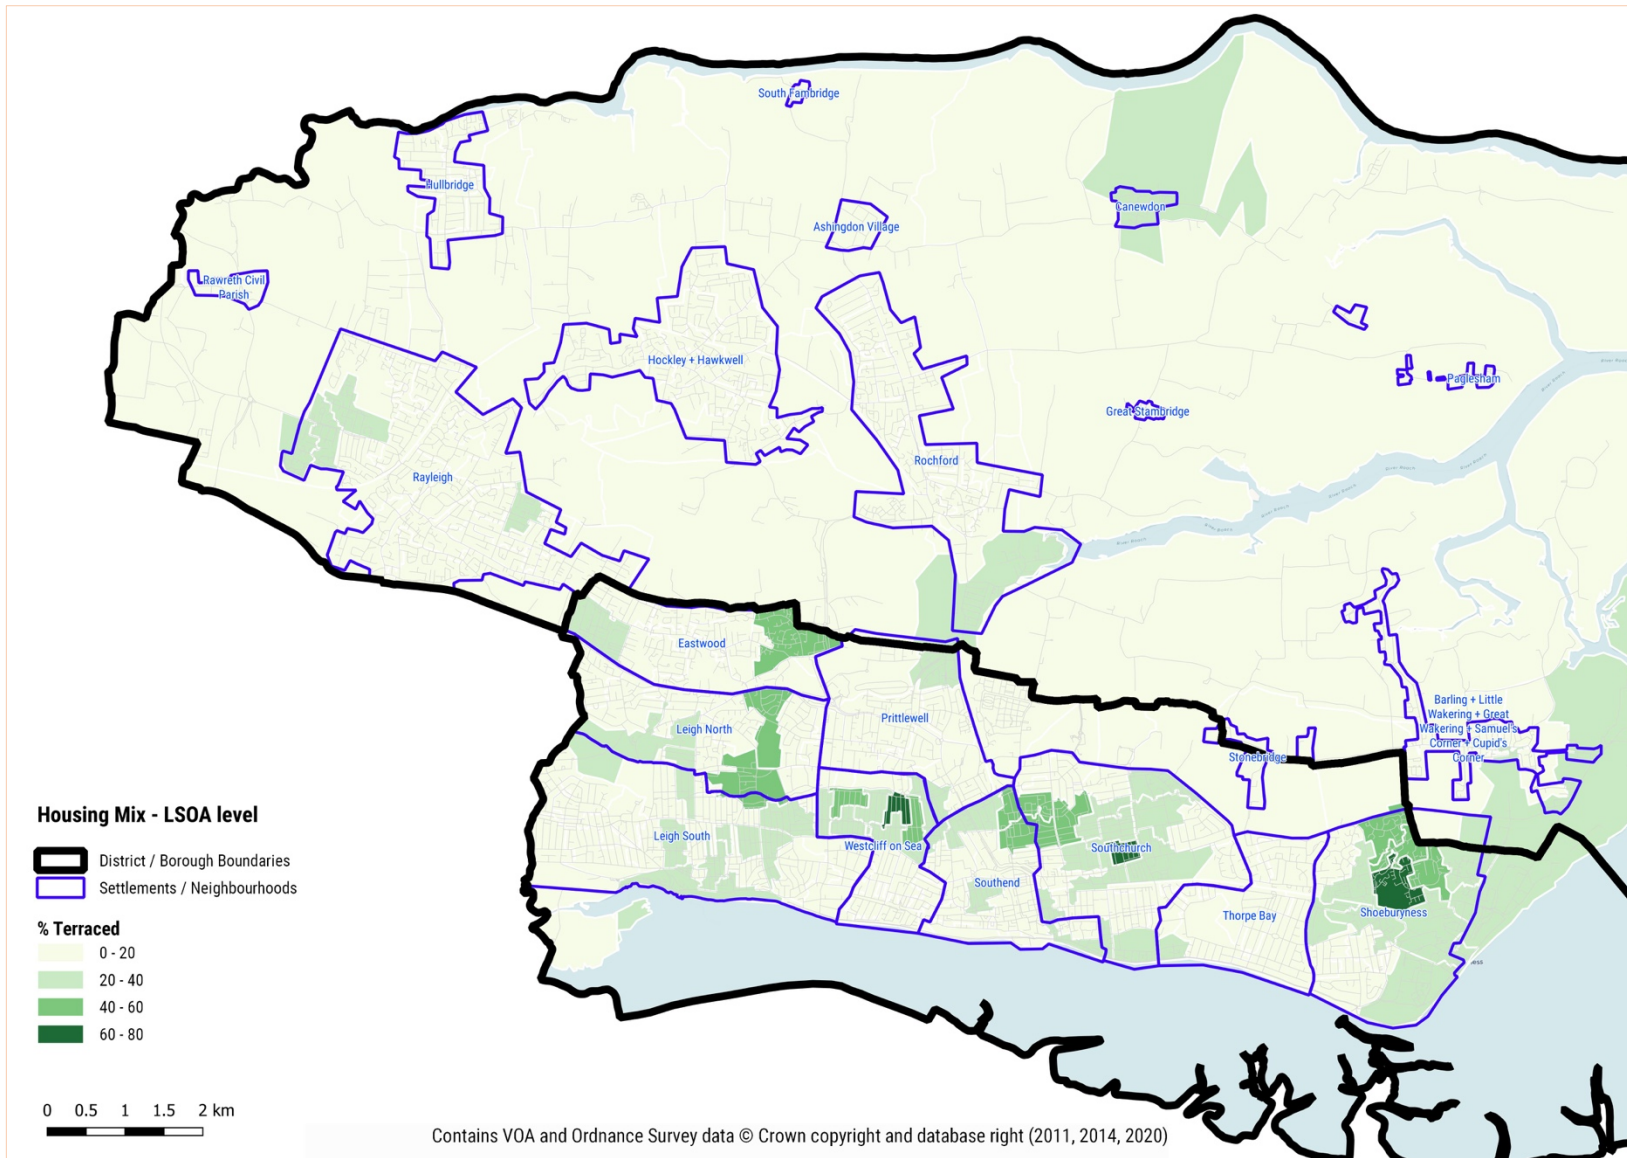 South Fambridge
Hullbridge
Canewdon
Ashingdon Village
Rawreth Civil
Parish
Hockley + Hawkwell
Paglesham
Great Stambridge
Rochford
Rayleigh
Eastwood
Barling + Little
Wakering + Great
Wakering + Samuel's
Corner + Cupid's
Corner
Prittlewell
Leigh North
Stonebridge
Leigh South
Westcliff on Sea
Southchurch
Southend
Thorpe Bay
Shoeburyness
Housing Mix - LSOA level
District / Borough Boundaries
Settlements / Neighbourhoods
% Terraced
0 - 20
20 - 40
40 - 60
60 - 80
0 0.5 1 1.5 2 km
Contains VOA and Ordnance Survey data © Crown copyright and database right (2011, 2014, 2020)